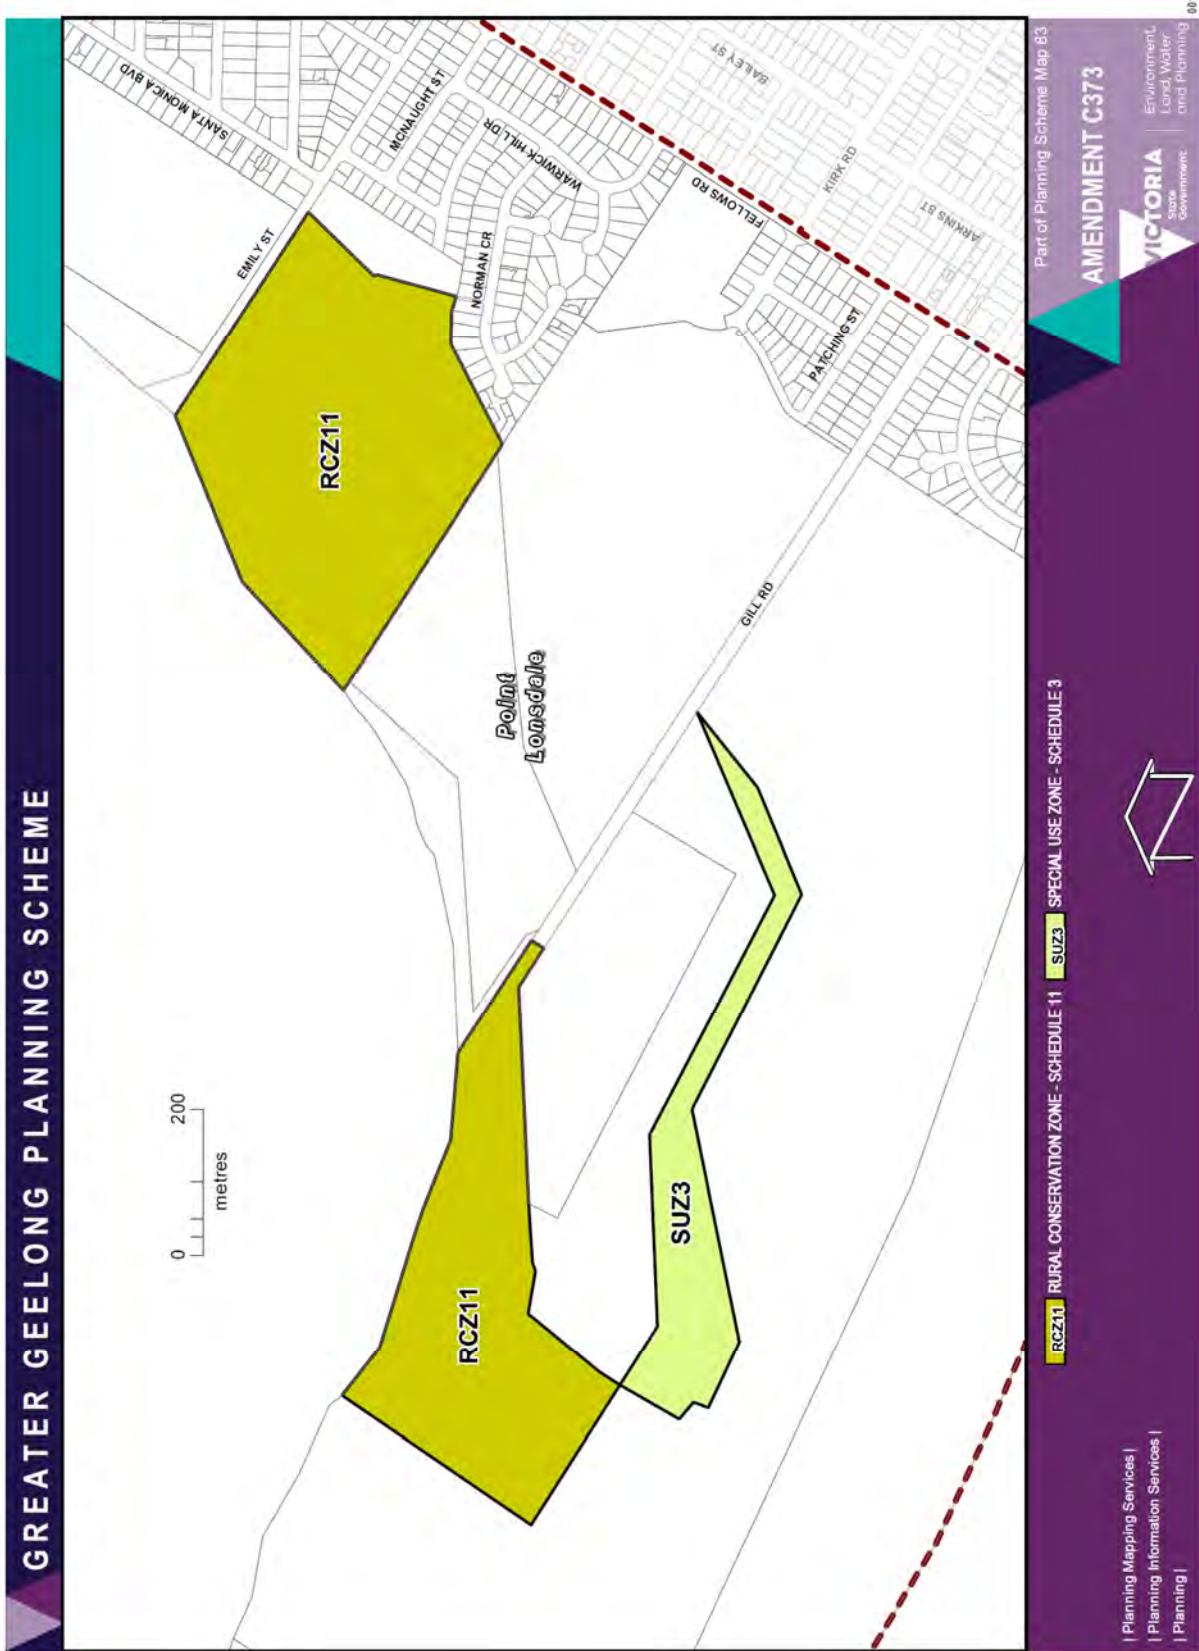 GREATER GEELONG PLANNING SCHEME
SANTA MONICA BVD
MCNAUGHT ST
EMILY ST
WARWICK HILL DR
NORMAN CR
BAILEY ST
FELLOWS RD
KIRK RD
ARKINS ST
PATCHING ST
GILL RD
RCZ11
Point
Lonsdale
0 200
metres
RCZ11
SUZ3
RCZ11 RURAL CONSERVATION ZONE - SCHEDULE 11
SUZ3 SPECIAL USE ZONE - SCHEDULE 3
Part of Planning Scheme Map 83
AMENDMENT C373
VICTORIA
State
Government
Environment,
Land, Water
and Planning
| Planning Mapping Services |
| Planning Information Services |
| Planning |